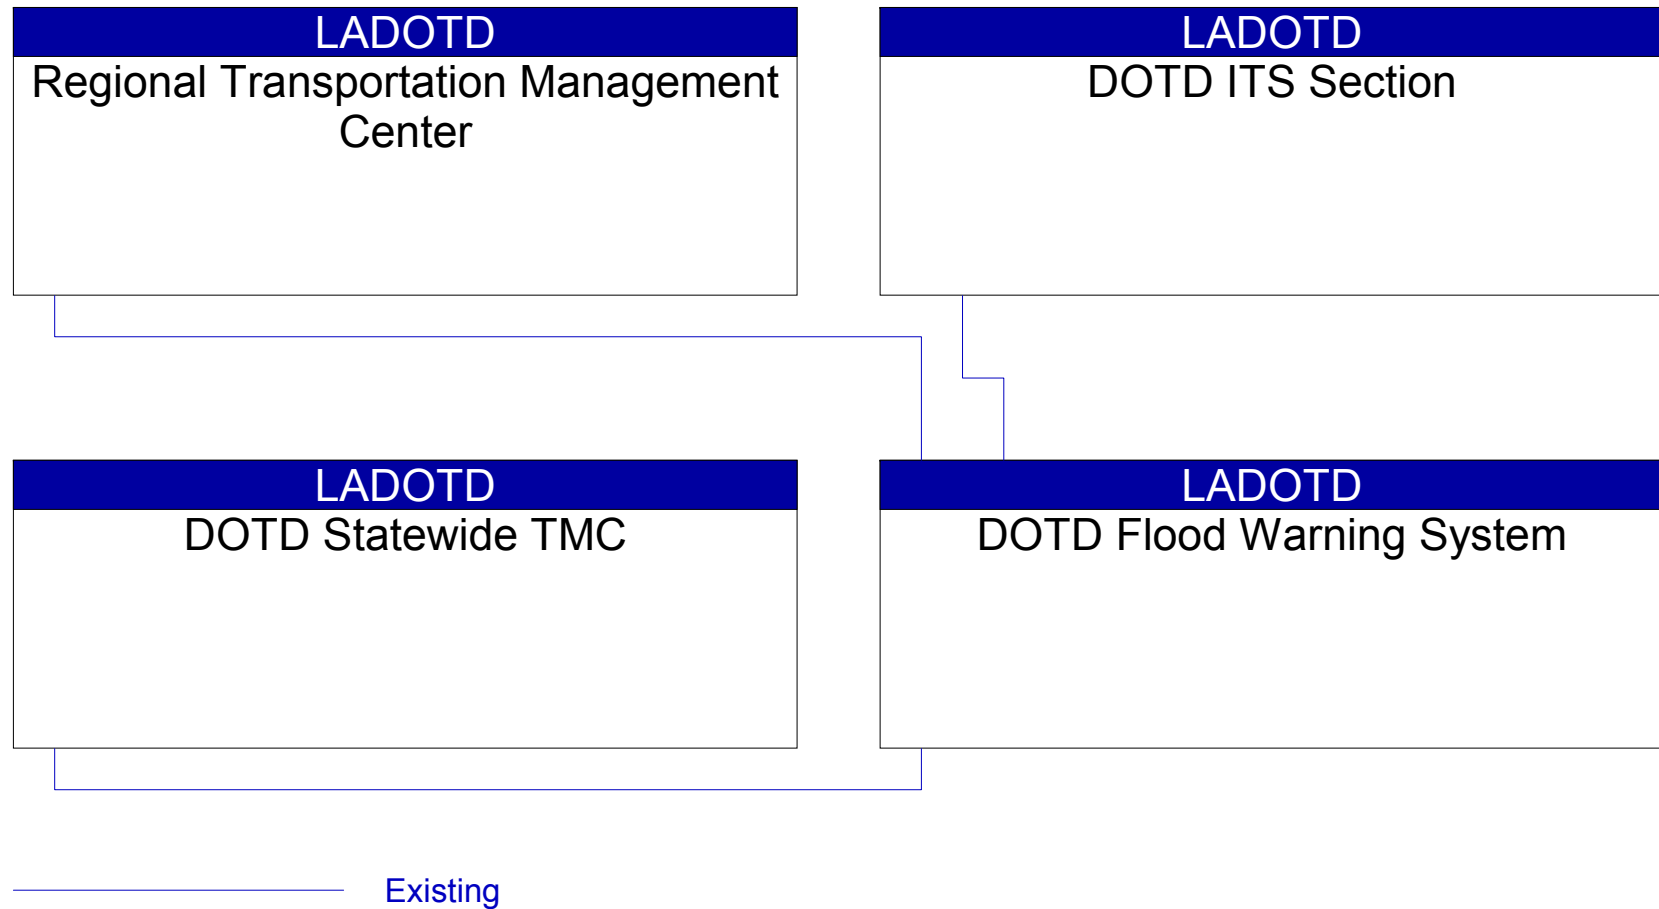 LADOTD
Regional Transportation Management
Center
LADOTD
DOTD ITS Section
LADOTD
DOTD Statewide TMC
LADOTD
DOTD Flood Warning System
Existing